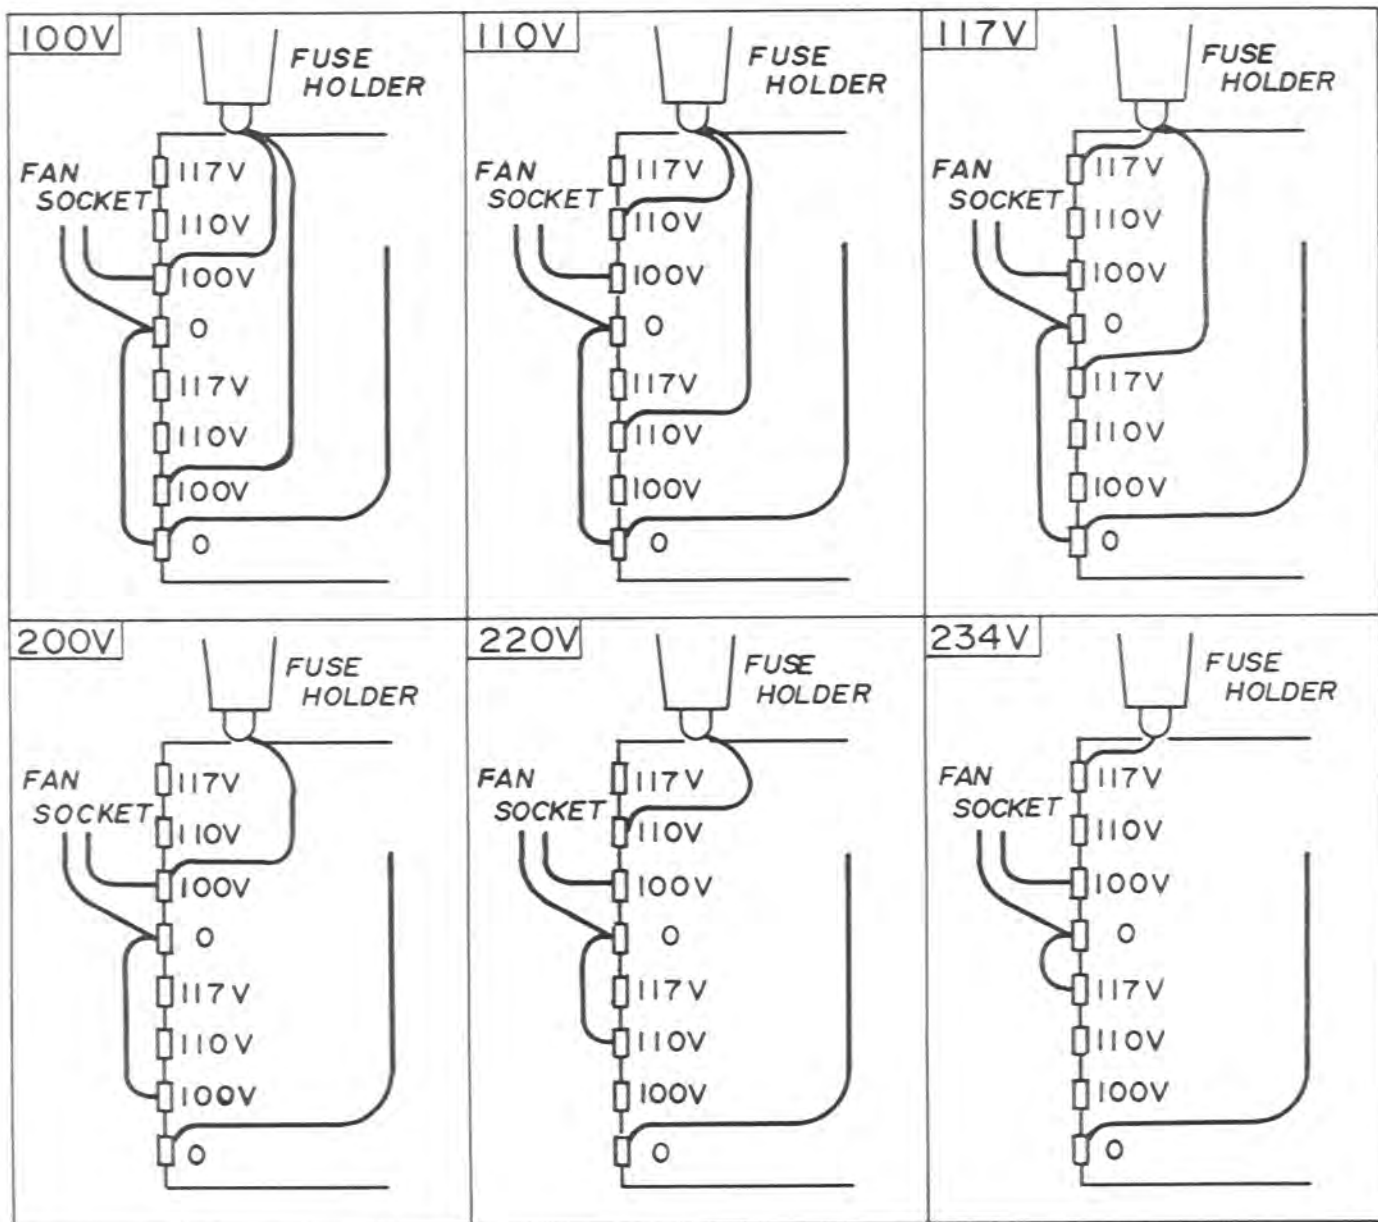 100V
FUSE
HOLDER
FAN
SOCKET
117V
110V
100V
0
117V
110V
100V
0
110V
FUSE
HOLDER
FAN
SOCKET
117V
110V
100V
0
117V
110V
100V
0
117V
FUSE
HOLDER
FAN
SOCKET
117V
110V
100V
0
117V
110V
100V
0
200V
FUSE
HOLDER
FAN
SOCKET
117V
110V
100V
0
117V
110V
100V
0
220V
FUSE
HOLDER
FAN
SOCKET
117V
110V
100V
0
117V
110V
100V
0
234V
FUSE
HOLDER
FAN
SOCKET
117V
110V
100V
0
117V
110V
100V
0